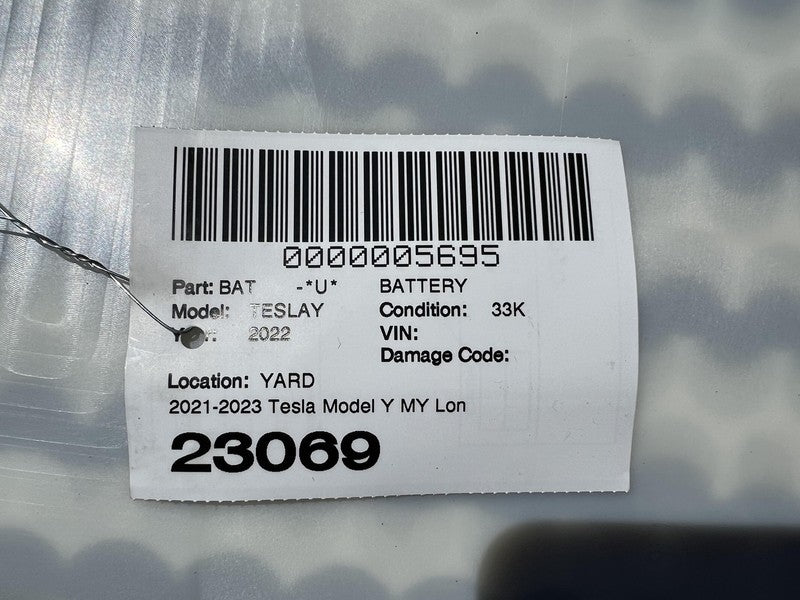 0000005695
Part: BAT -*U* BATTERY
Model: TESLAY Condition: 33K
2022 VIN:
Damage Code:
Location: YARD
2021-2023 Tesla Model Y MY Lon
23069